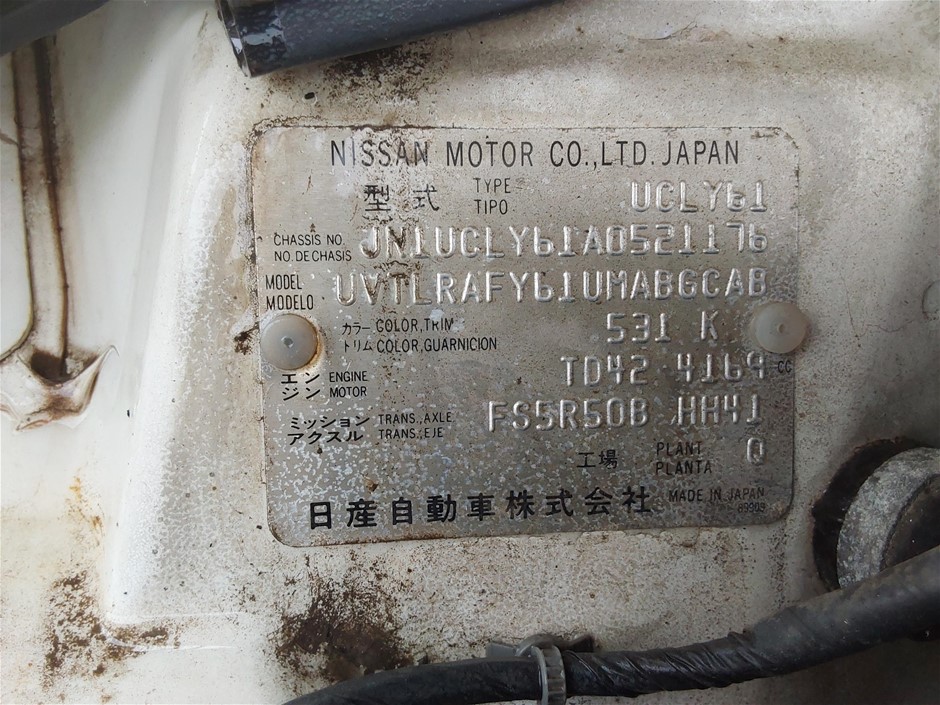 NISSAN MOTOR CO.,LTD. JAPAN
型式 TYPE TIPO UCLY61
CHASSIS NO. NO. DE CHASIS JN1UCLY61A0521176
MODEL MODELO UVTLRAFY61UMABGCAB
カラー COLOR,TRIM 531 K
トリム COLOR,GUARNICION
エンジン ENGINE MOTOR TD42 4169 CC
ミッション TRANS.,AXLE FS5R50B HH41
アクスル TRANS.,EJE
工場 PLANT PLANTA Q
日産自動車株式会社 MADE IN JAPAN
89909